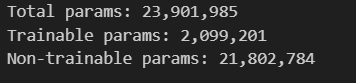 Total params: 23,901,985
Trainable params: 2,099,201
Non-trainable params: 21,802,784